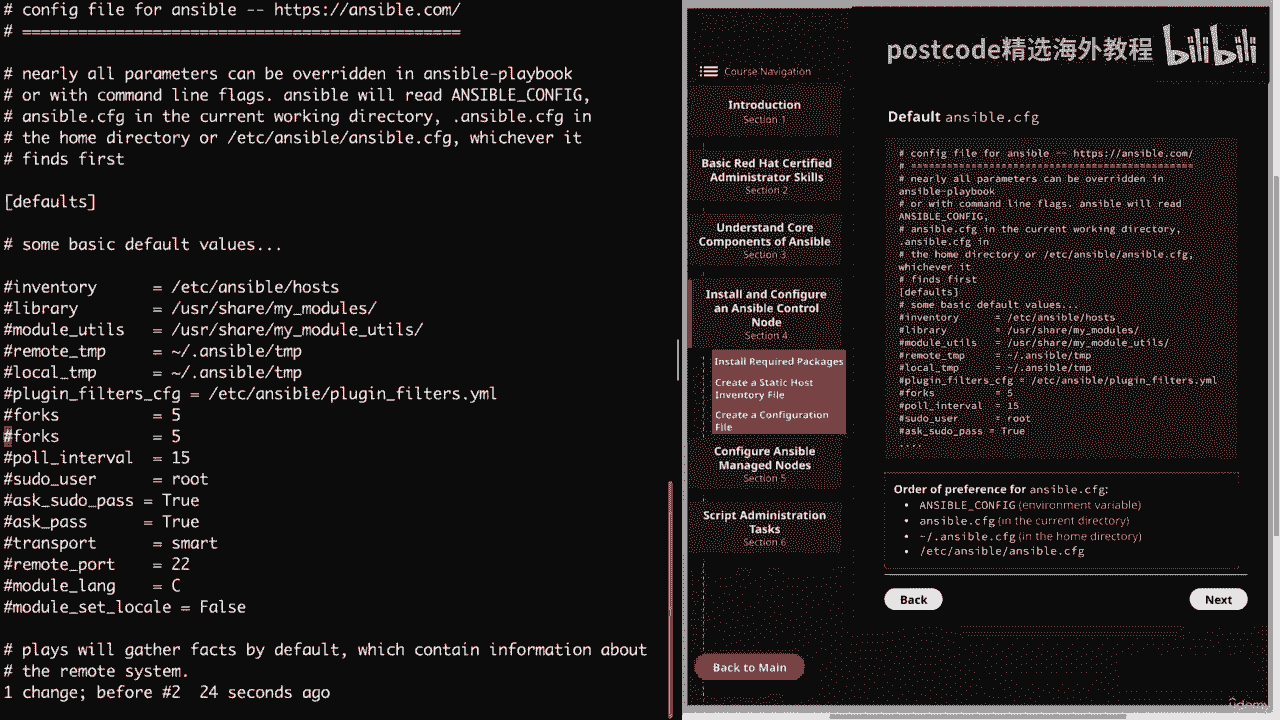 # config file for ansible -- https://ansible.com/
# ===============================================
# nearly all parameters can be overridden in ansible-playbook
# or with command line flags. ansible will read ANSIBLE_CONFIG,
# ansible.cfg in the current working directory, .ansible.cfg in
# the home directory or /etc/ansible/ansible.cfg, whichever it
# finds first
[defaults]
# some basic default values...
#inventory      = /etc/ansible/hosts
#library        = /usr/share/my_modules/
#module_utils   = /usr/share/my_module_utils/
#remote_tmp     = ~/.ansible/tmp
#local_tmp      = ~/.ansible/tmp
#plugin_filters_cfg = /etc/ansible/plugin_filters.yml
#forks          = 5
#forks          = 5
#poll_interval  = 15
#sudo_user      = root
#ask_sudo_pass = True
#ask_pass      = True
#transport      = smart
#remote_port    = 22
#module_lang    = C
#module_set_locale = False
# plays will gather facts by default, which contain information about
# the remote system.
1 change; before #2  24 seconds ago
Course Navigation
Introduction
Section 1
Basic Red Hat Certified
Administrator Skills
Section 2
Understand Core
Components of Ansible
Section 3
Install and Configure
an Ansible Control
Node
Section 4
Install Required Packages
Create a Static Host
Inventory File
Create a Configuration
File
Configure Ansible
Managed Nodes
Section 5
Script Administration
Tasks
Section 6
Back to Main
postcode精选海外教程 bilibili
Default ansible.cfg
# config file for ansible -- https://ansible.com/
# ===============================================
# nearly all parameters can be overridden in
ansible-playbook
# or with command line flags. ansible will read
ANSIBLE_CONFIG,
# ansible.cfg in the current working directory,
.ansible.cfg in
# the home directory or /etc/ansible/ansible.cfg,
whichever it
# finds first
[defaults]
# some basic default values...
#inventory      = /etc/ansible/hosts
#library        = /usr/share/my_modules/
#module_utils   = /usr/share/my_module_utils/
#remote_tmp     = ~/.ansible/tmp
#local_tmp      = ~/.ansible/tmp
#plugin_filters_cfg = /etc/ansible/plugin_filters.yml
#forks          = 5
#poll_interval  = 15
#sudo_user      = root
#ask_sudo_pass = True
....
Order of preference for ansible.cfg:
• ANSIBLE_CONFIG (environment variable)
• ansible.cfg (in the current directory)
• ~/.ansible.cfg (in the home directory)
• /etc/ansible/ansible.cfg
Back
Next
udemy